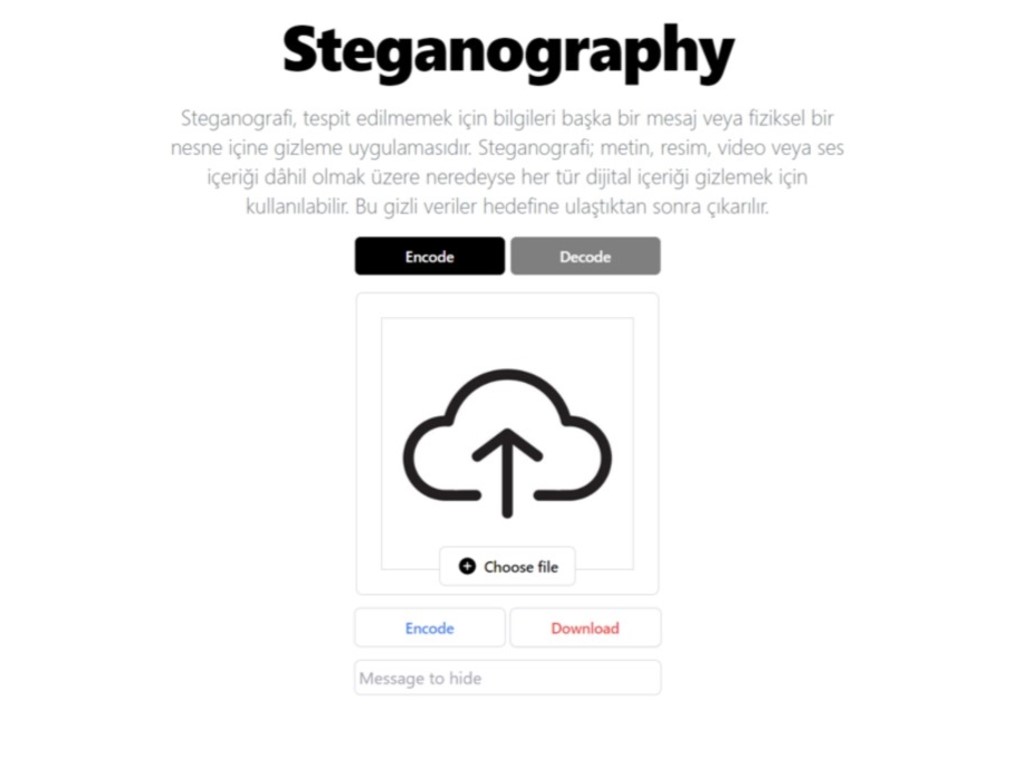 Steganography
Steganografi, tespit edilmemek için bilgileri başka bir mesaj veya fiziksel bir
nesne içine gizleme uygulamasıdır. Steganografi; metin, resim, video veya ses
içeriği dâhil olmak üzere neredeyse her tür dijital içeriği gizlemek için
kullanılabilir. Bu gizli veriler hedefine ulaştıktan sonra çıkarılır.
Encode Decode
Choose file
Encode Download
Message to hide